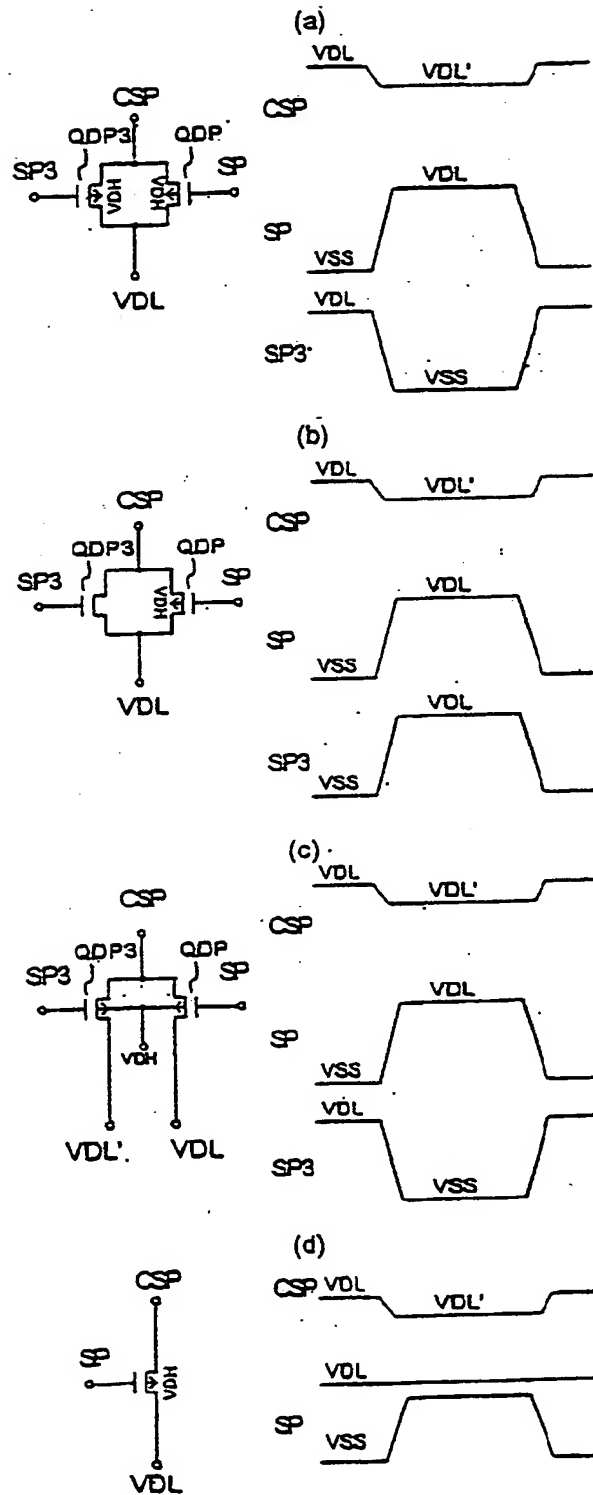 (a)
VDL
VDL'
CSP
CSP
QDP3
QDP
SP3
SP
VDH
VDH
VDL
SP
VSS
VDL
VDL
SP3
VSS
(b)
VDL
VDL'
CSP
CSP
QDP3
QDP
SP3
SP
VDH
VDL
SP
VSS
VDL
VDL
SP3
VSS
(c)
VDL
VDL'
CSP
CSP
QDP3
QDP
SP3
SP
VDH
VDL
SP
VSS
VDL
VDL'.
VDL
SP3
VSS
(d)
CSP
CSP
VDL
VDL'
SP
VDH
VDL
SP
VSS
VDL